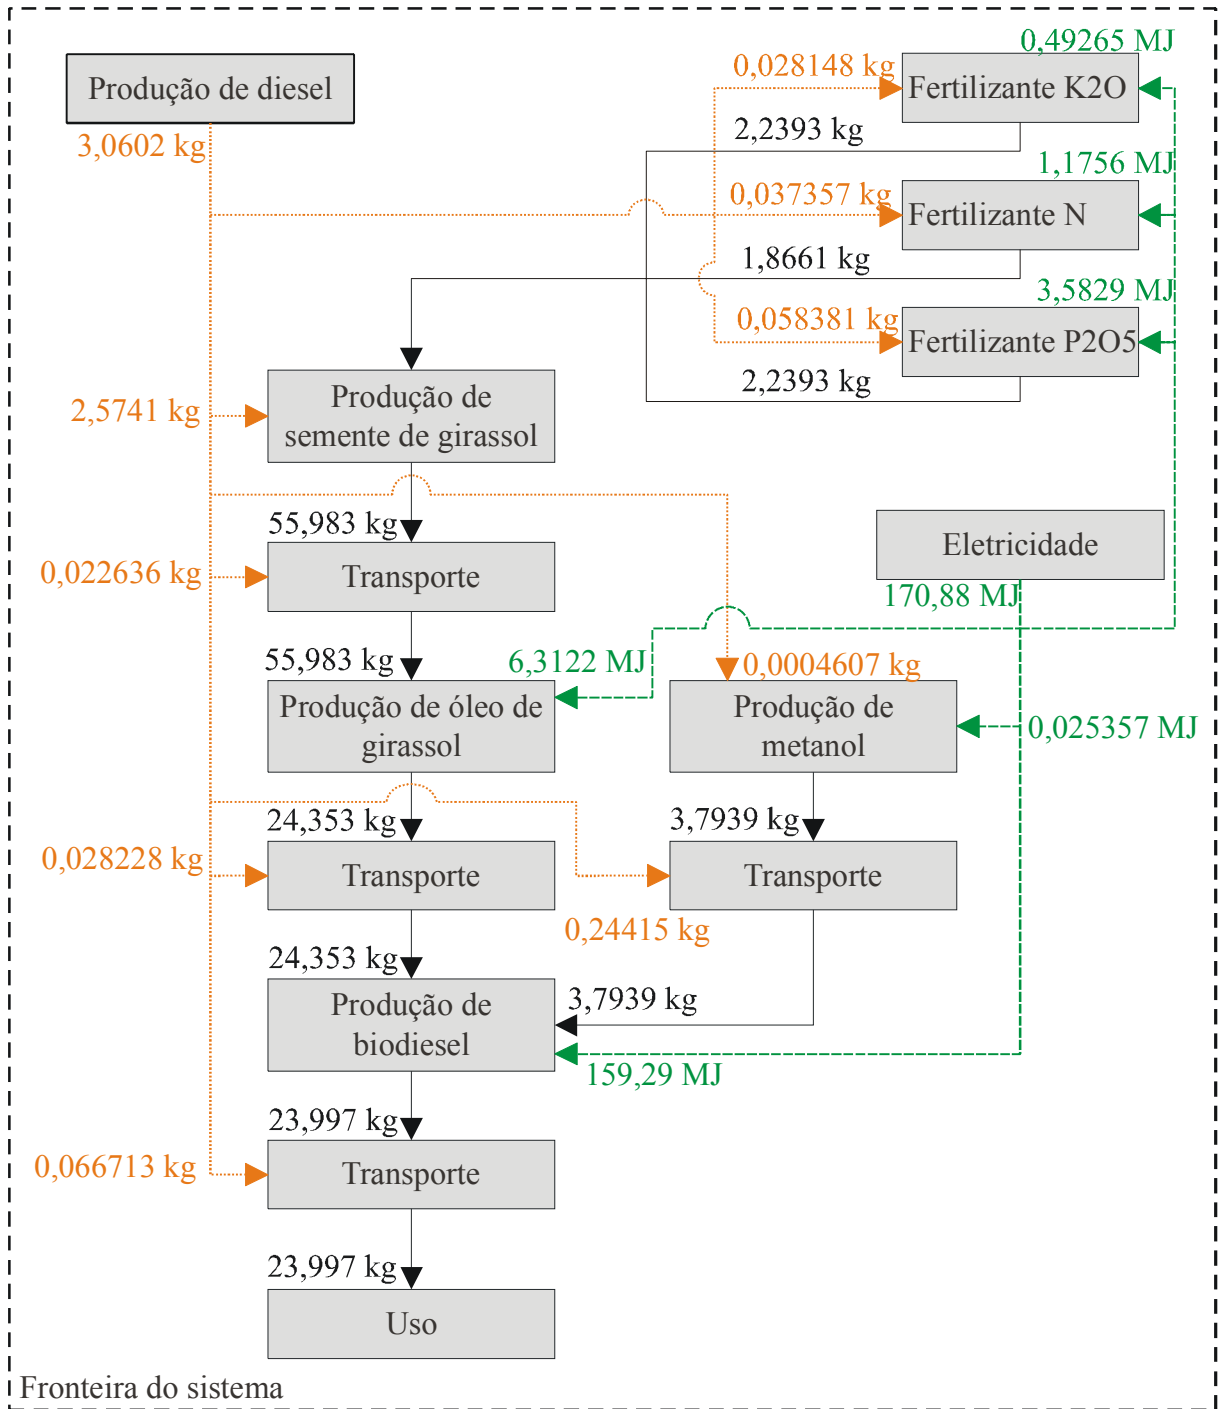 0,49265 MJ
Produção de diesel
0,028148 kg
Fertilizante K2O
3,0602 kg
2,2393 kg
1,1756 MJ
0,037357 kg
Fertilizante N
1,8661 kg
3,5829 MJ
0,058381 kg
Fertilizante P2O5
2,2393 kg
2,5741 kg
Produção de
semente de girassol
55,983 kg
Eletricidade
0,022636 kg
Transporte
170,88 MJ
55,983 kg
6,3122 MJ
0,0004607 kg
Produção de óleo de
girassol
Produção de
metanol
0,025357 MJ
24,353 kg
3,7939 kg
0,028228 kg
Transporte
Transporte
0,24415 kg
24,353 kg
3,7939 kg
Produção de
biodiesel
159,29 MJ
23,997 kg
0,066713 kg
Transporte
23,997 kg
Uso
Fronteira do sistema